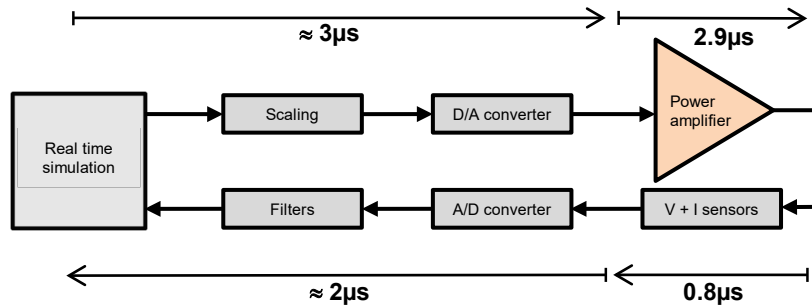 ≈ 3µs
2.9µs
Real time
simulation
Scaling
D/A converter
Power
amplifier
Filters
A/D converter
V + I sensors
≈ 2µs
0.8µs